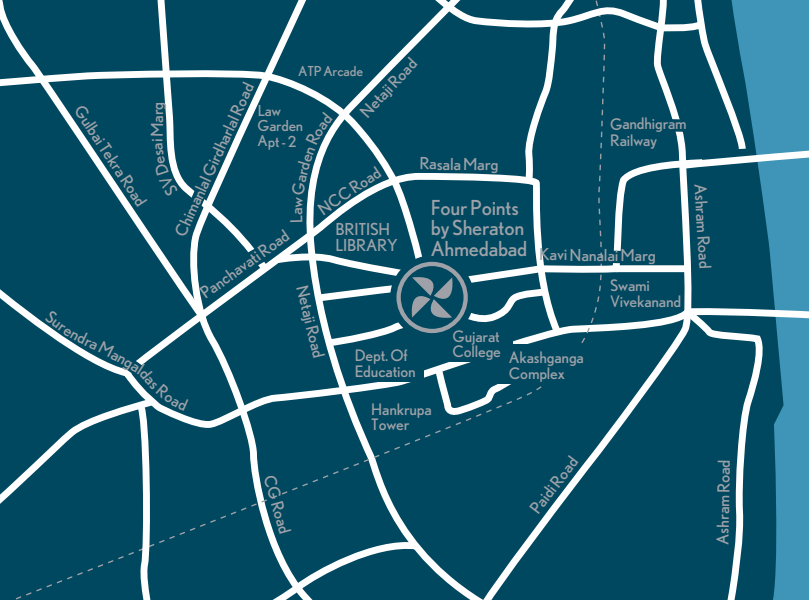 ATP Arcade
Netaji Road
Gulbai Tekra Road
SV Desai Marg
Chimanlal Girdharlal Road
Law
Garden
Apt - 2
Law Garden Road
Gandhigram
Railway
NCC Road
Rasala Marg
Ashram Road
Four Points
by Sheraton
Ahmedabad
BRITISH
LIBRARY
Panchavati Road
Kavi Nanalal Marg
Swami
Vivekanand
Netaji Road
Surendra Mangaldas Road
Gujarat
College
Dept. Of
Education
Akashganga
Complex
Hankrupa
Tower
CG Road
Paidi Road
Ashram Road